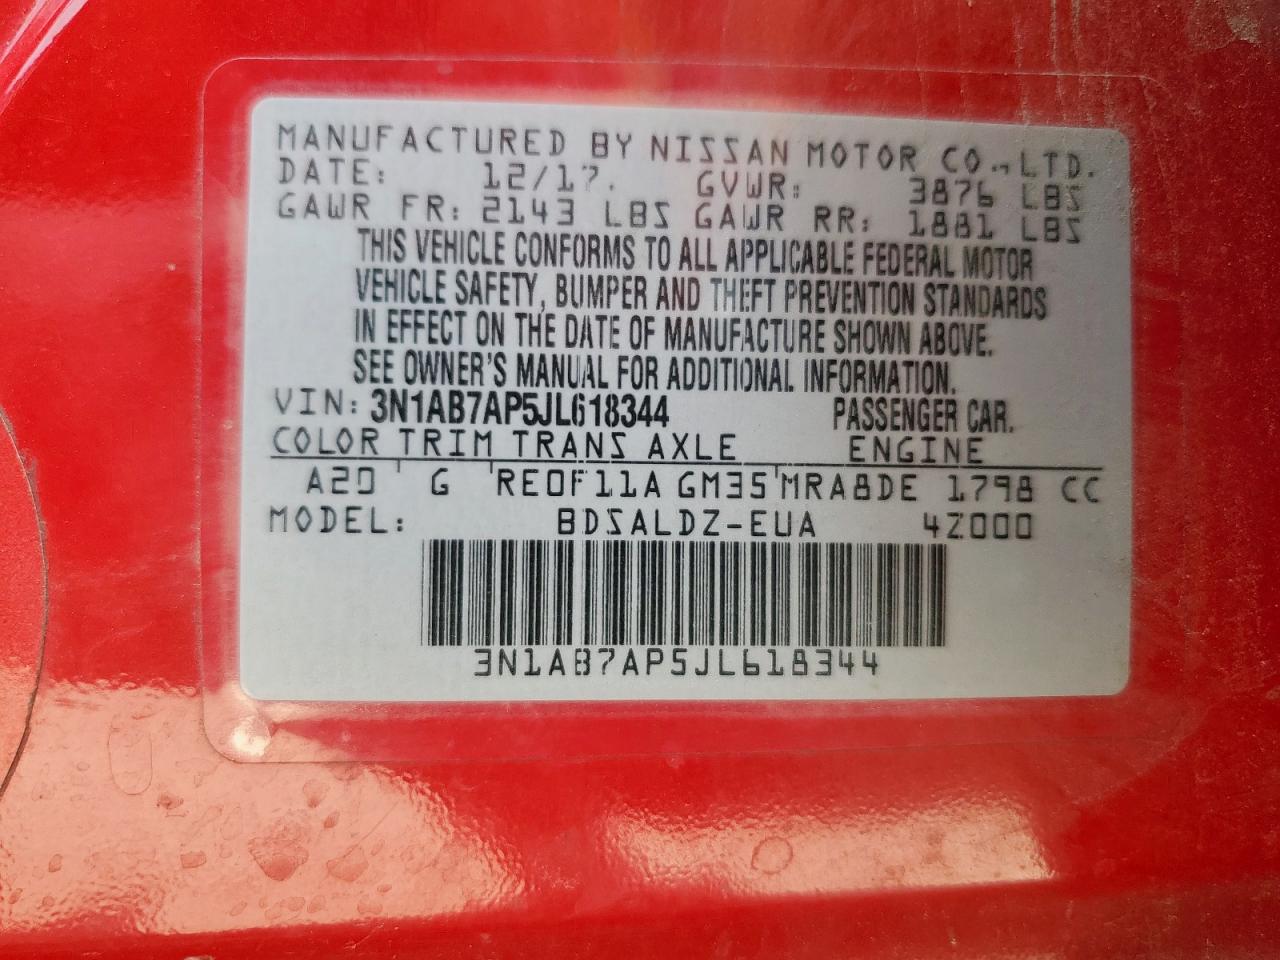 MANUFACTURED BY NISSAN MOTOR CO.,LTD.
DATE: 12/17. GVWR: 3876 LBS
GAWR FR: 2143 LBS GAWR RR: 1881 LBS
THIS VEHICLE CONFORMS TO ALL APPLICABLE FEDERAL MOTOR
VEHICLE SAFETY, BUMPER AND THEFT PREVENTION STANDARDS
IN EFFECT ON THE DATE OF MANUFACTURE SHOWN ABOVE.
SEE OWNER'S MANUAL FOR ADDITIONAL INFORMATION.
VIN: 3N1AB7AP5JL618344 PASSENGER CAR.
COLOR TRIM TRANS AXLE ENGINE
A20 G RE0F11A GM35 MRA8DE 1798 CC
MODEL: BDSALDZ-EUA 4Z000
3N1AB7AP5JL618344